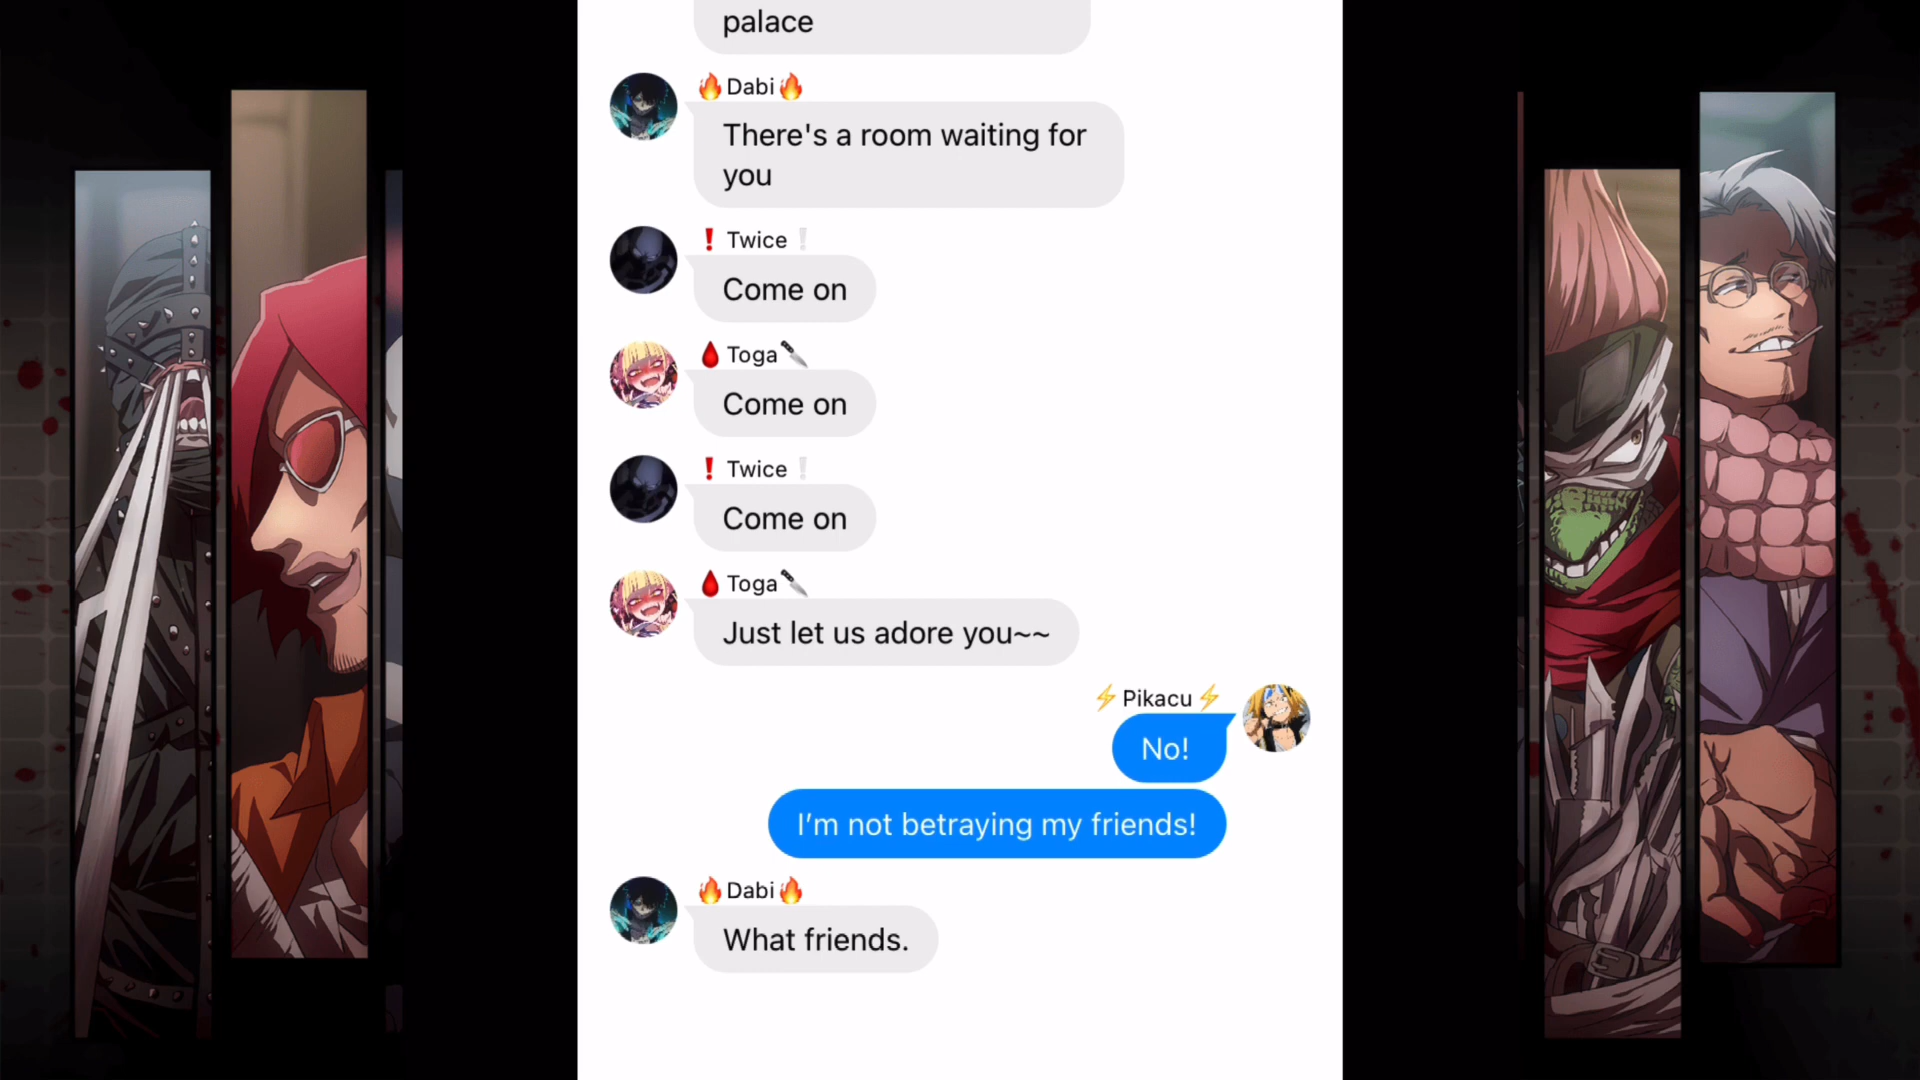 palace
🔥Dabi🔥
There's a room waiting for
you
❗Twice❕
Come on
🩸Toga🔪
Come on
❗Twice❕
Come on
🩸Toga🔪
Just let us adore you~~
⚡Pikacu⚡
No!
I’m not betraying my friends!
🔥Dabi🔥
What friends.